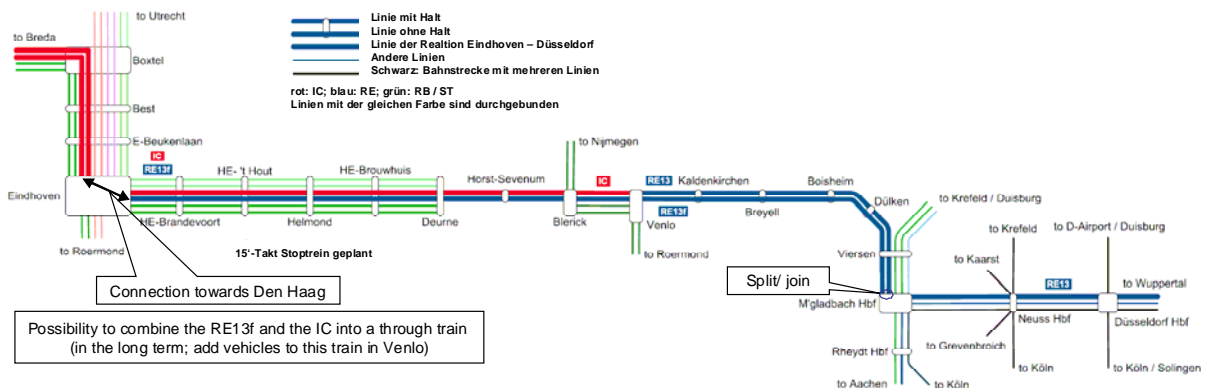 to Utrecht
to Breda
Boxtel
Best
E-Beukenlaan
IC
RE13f
Eindhoven
HE- 't Hout
HE-Brouwhuis
HE-Brandevoort
Helmond
Deurne
to Roermond
15'-Takt Stoptrein geplant
Linie mit Halt
Linie ohne Halt
Linie der Realtion Eindhoven – Düsseldorf
Andere Linien
Schwarz: Bahnstrecke mit mehreren Linien
rot: IC; blau: RE; grün: RB / ST
Linien mit der gleichen Farbe sind durchgebunden
Horst-Sevenum
to Nijmegen
IC
Blerick
Venlo
to Roermond
RE13
RE13f
Kaldenkirchen
Breyell
Boisheim
Dülken
to Krefeld / Duisburg
Viersen
Split/ join
M'gladbach Hbf
Rheydt Hbf
to Aachen
to Köln
to Krefeld
to Kaarst
RE13
Neuss Hbf
to Grevenbroich
to Köln
to D-Airport / Duisburg
to Wuppertal
Düsseldorf Hbf
to Köln / Solingen
Connection towards Den Haag
Possibility to combine the RE13f and the IC into a through train
(in the long term; add vehicles to this train in Venlo)